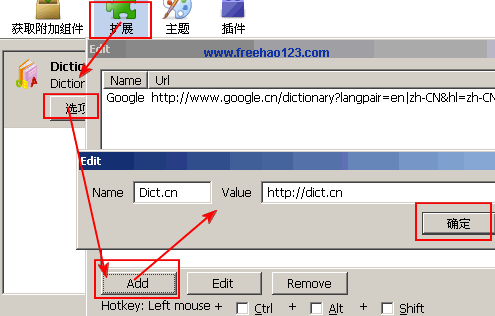 获取附加组件 扩展 主题 插件
Edit www.freehao123.com
Dictio
Diction
选项
Name Url
Google http://www.google.cn/dictionary?langpair=en|zh-CN&hl=zh-CN
Edit
Name Dict.cn Value http://dict.cn
确定
Add Edit Remove
Hotkey: Left mouse + Ctrl + Alt + Shift